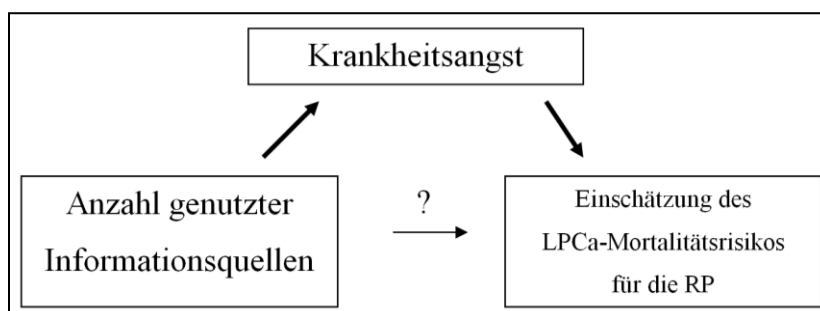 Krankheitsangst
Anzahl genutzter
Informationsquellen
?
Einschätzung des
LPCa-Mortalitätsrisikos
für die RP